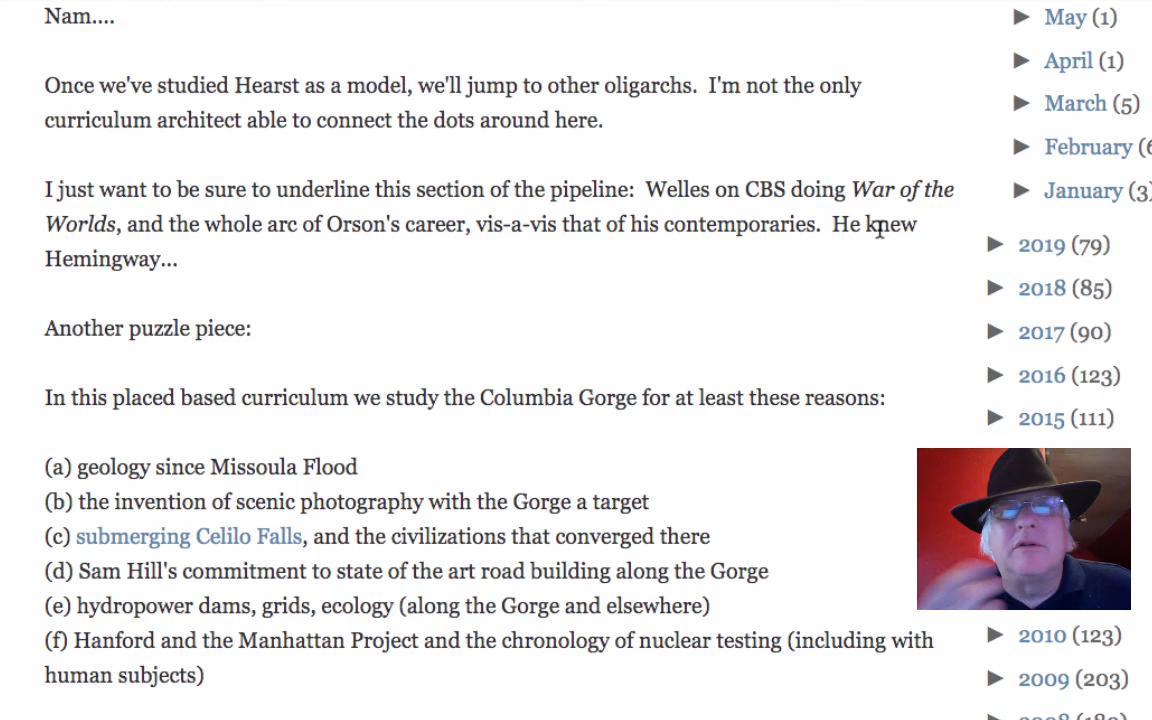 Nam....
Once we've studied Hearst as a model, we'll jump to other oligarchs.  I'm not the only
curriculum architect able to connect the dots around here.
I just want to be sure to underline this section of the pipeline:  Welles on CBS doing War of the
Worlds, and the whole arc of Orson's career, vis-a-vis that of his contemporaries.  He knew
Hemingway...
Another puzzle piece:
In this placed based curriculum we study the Columbia Gorge for at least these reasons:
(a) geology since Missoula Flood
(b) the invention of scenic photography with the Gorge a target
(c) submerging Celilo Falls, and the civilizations that converged there
(d) Sam Hill's commitment to state of the art road building along the Gorge
(e) hydropower dams, grids, ecology (along the Gorge and elsewhere)
(f) Hanford and the Manhattan Project and the chronology of nuclear testing (including with
human subjects)
► May (1)
► April (1)
► March (5)
► February (6
► January (3)
► 2019 (79)
► 2018 (85)
► 2017 (90)
► 2016 (123)
► 2015 (111)
► 2010 (123)
► 2009 (203)